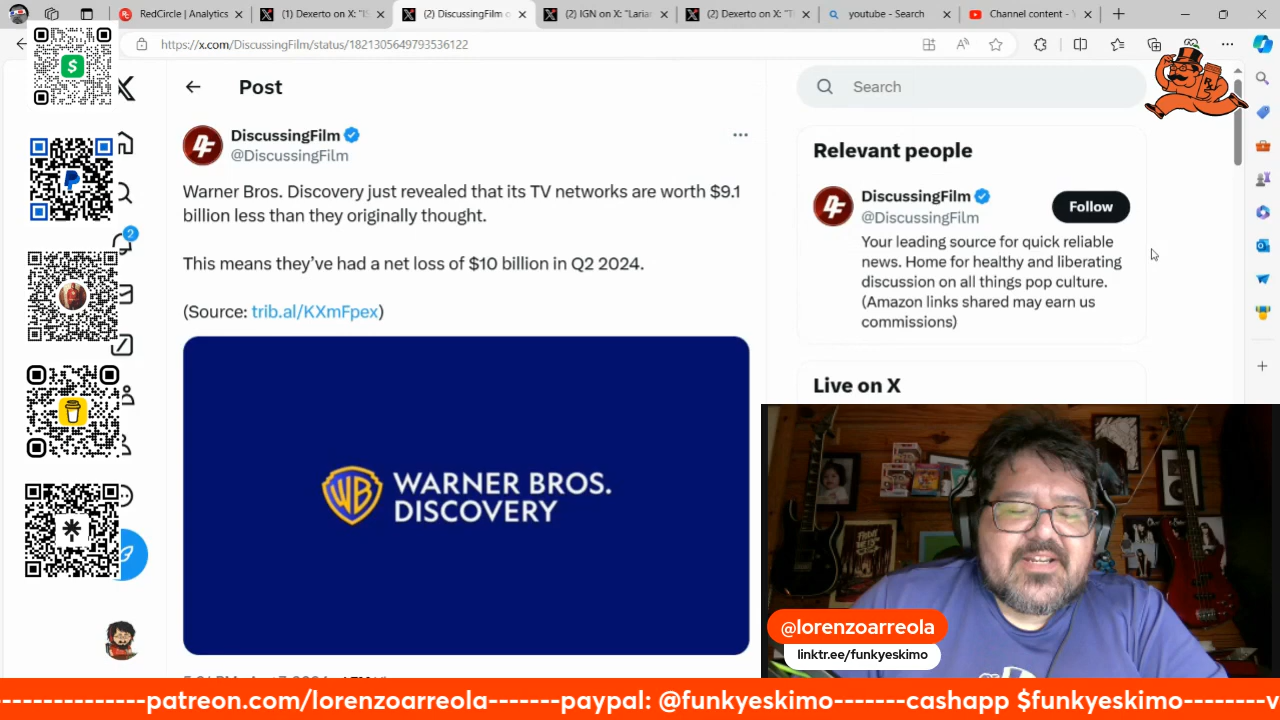 RedCircle | Analytics
(1) Dexerto on X: "IS
(2) DiscussingFilm o
(2) IGN on X: "Larian
(2) Dexerto on X: "T
youtube - Search
Channel content - Y
https://x.com/DiscussingFilm/status/1821305649793536122
Post
Search
DiscussingFilm
@DiscussingFilm
Warner Bros. Discovery just revealed that its TV networks are worth $9.1
billion less than they originally thought.
This means they've had a net loss of $10 billion in Q2 2024.
(Source: trib.al/KXmFpex)
WB WARNER BROS.
DISCOVERY
Relevant people
DiscussingFilm
@DiscussingFilm
Follow
Your leading source for quick reliable
news. Home for healthy and liberating
discussion on all things pop culture.
(Amazon links shared may earn us
commissions)
Live on X
2
@lorenzoarreola
linktr.ee/funkyeskimo
---------------patreon.com/lorenzoarreola-------paypal: @funkyeskimo-------cashapp $funkyeskimo--------v